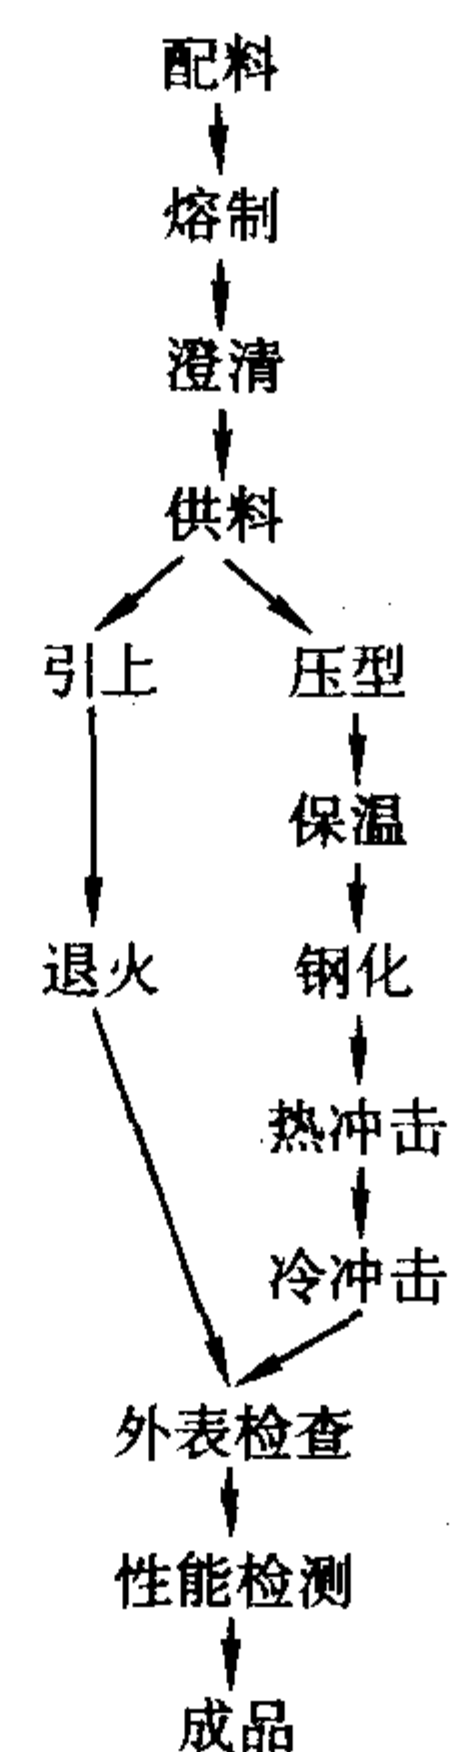 配料
熔制
澄清
供料
引上 压型
保温
退火 钢化
热冲击
冷冲击
外表检查
性能检测
成品